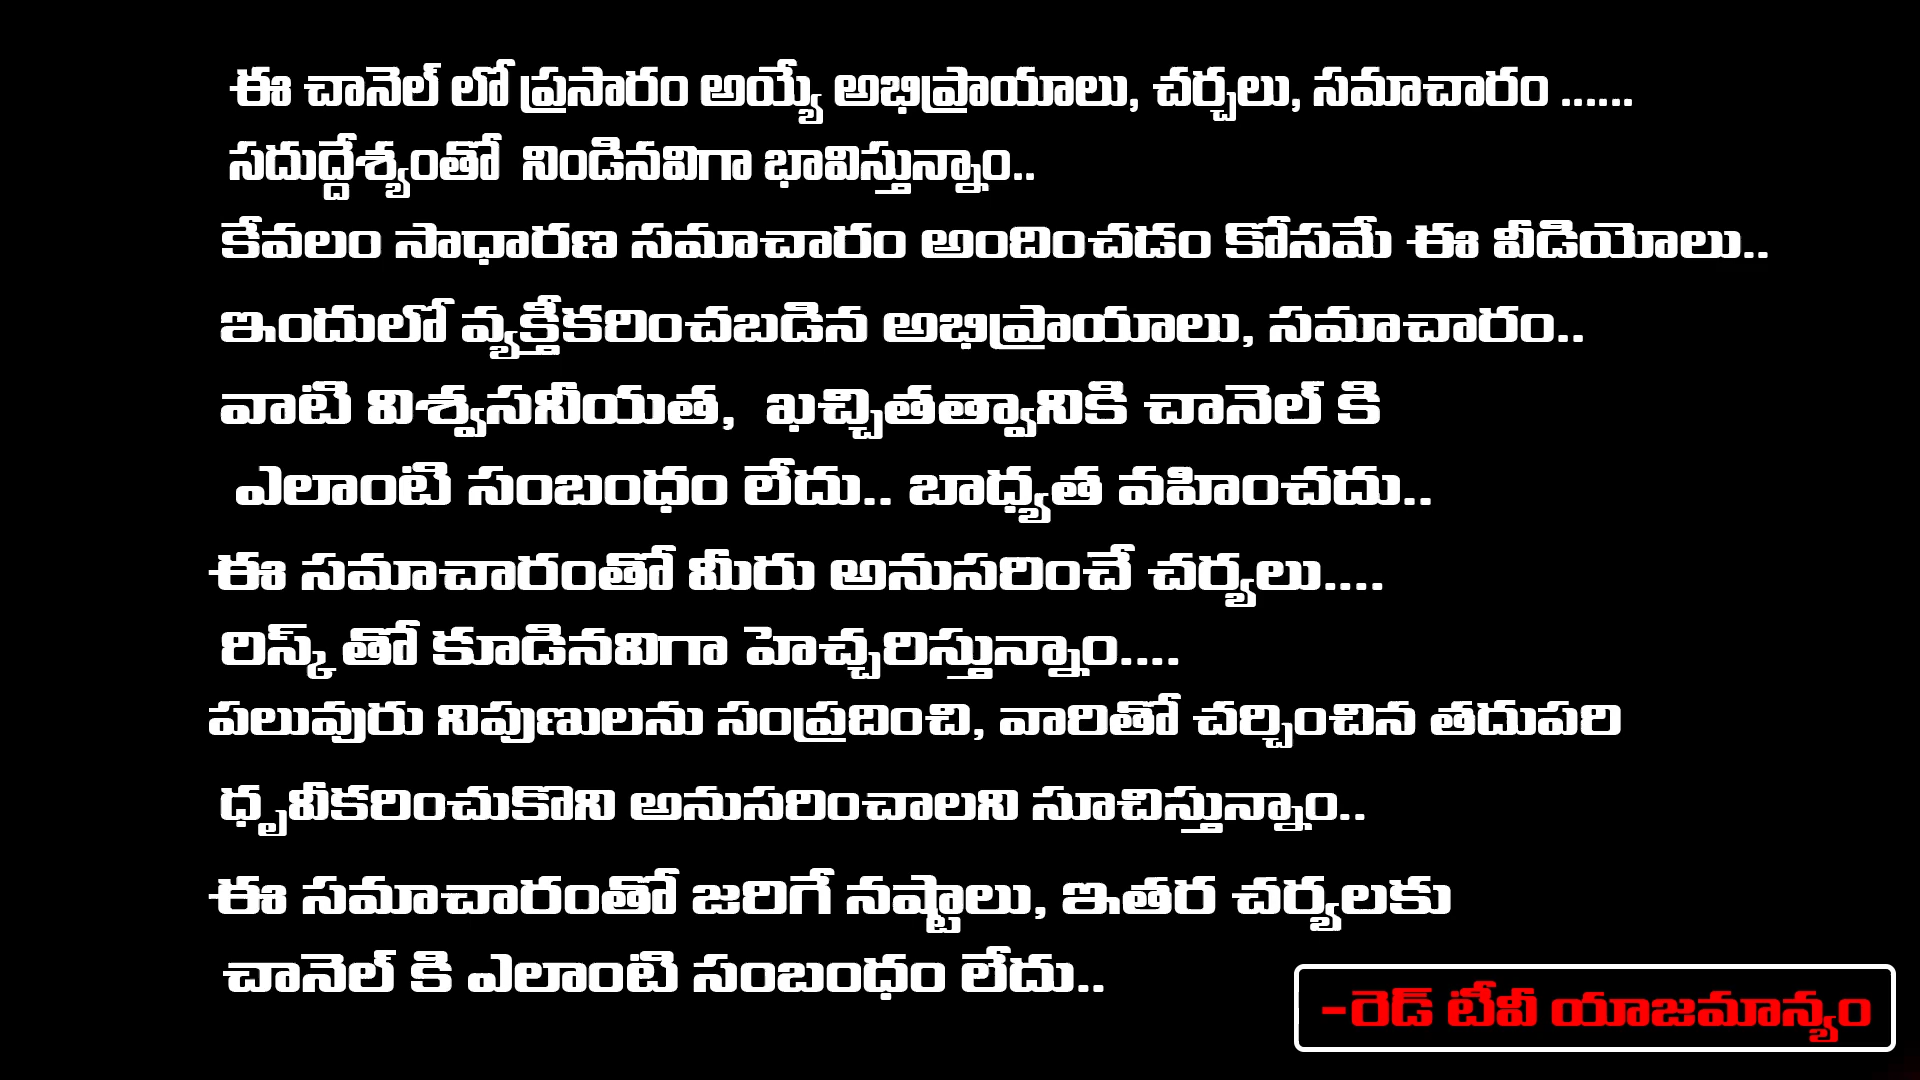 ఈ చానెల్ లో ప్రసారం అయ్యే అభిప్రాయాలు, చర్చలు, సమాచారం ......
సదుద్దేశ్యంతో నిండినవిగా భావిస్తున్నాం..
కేవలం సాధారణ సమాచారం అందించడం కోసమే ఈ వీడియోలు..
ఇందులో వ్యక్తీకరించబడిన అభిప్రాయాలు, సమాచారం..
వాటి విశ్వసనీయత, ఖచ్చితత్వానికి చానెల్ కి
ఎలాంటి సంబంధం లేదు.. బాధ్యత వహించదు..
ఈ సమాచారంతో మీరు అనుసరించే చర్యలు....
రిస్క్ తో కూడినవిగా హెచ్చరిస్తున్నాం....
పలువురు నిపుణులను సంప్రదించి, వారితో చర్చించిన తదుపరి
ధృవీకరించుకొని అనుసరించాలని సూచిస్తున్నాం..
ఈ సమాచారంతో జరిగే నష్టాలు, ఇతర చర్యలకు
చానెల్ కి ఎలాంటి సంబంధం లేదు..
-రెడ్ టీవీ యాజమాన్యం